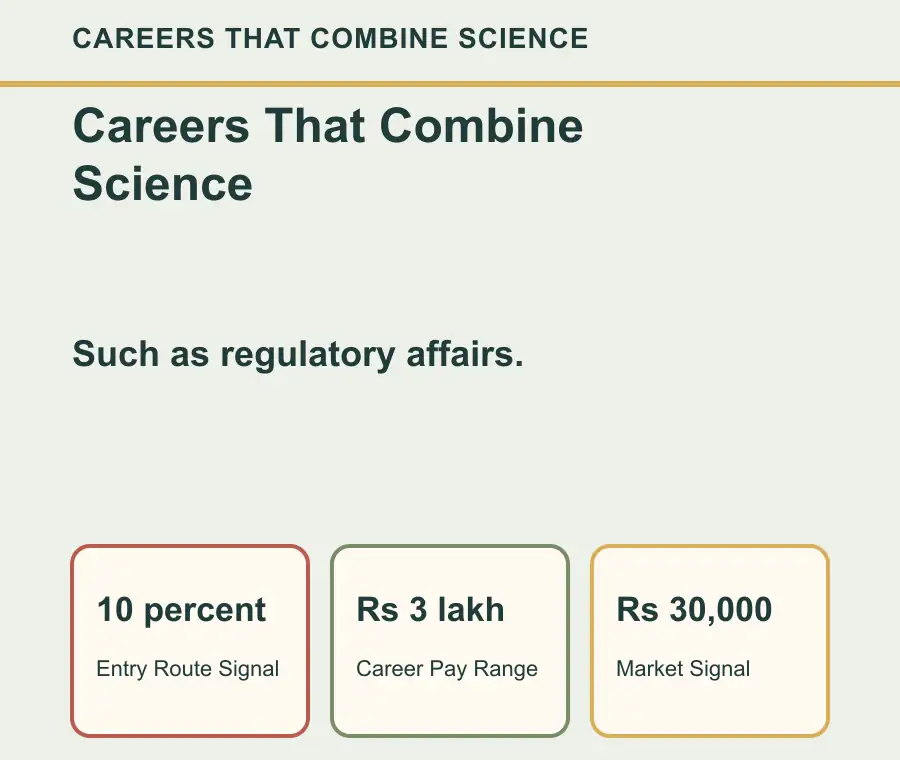 CAREERS THAT COMBINE SCIENCE
Careers That Combine
Science
Such as regulatory affairs.
10 percent
Entry Route Signal
Rs 3 lakh
Career Pay Range
Rs 30,000
Market Signal